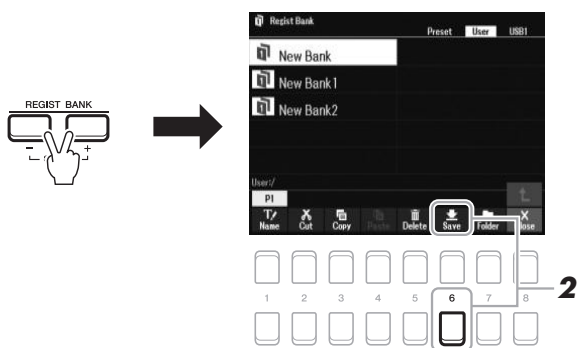 Regist Bank
Preset User USB1
New Bank
New Bank1
New Bank2
REGIST BANK
- +
User:/
P1
Name Cut Copy Paste Delete Save Folder Close
1 2 3 4 5 6 7 8
2